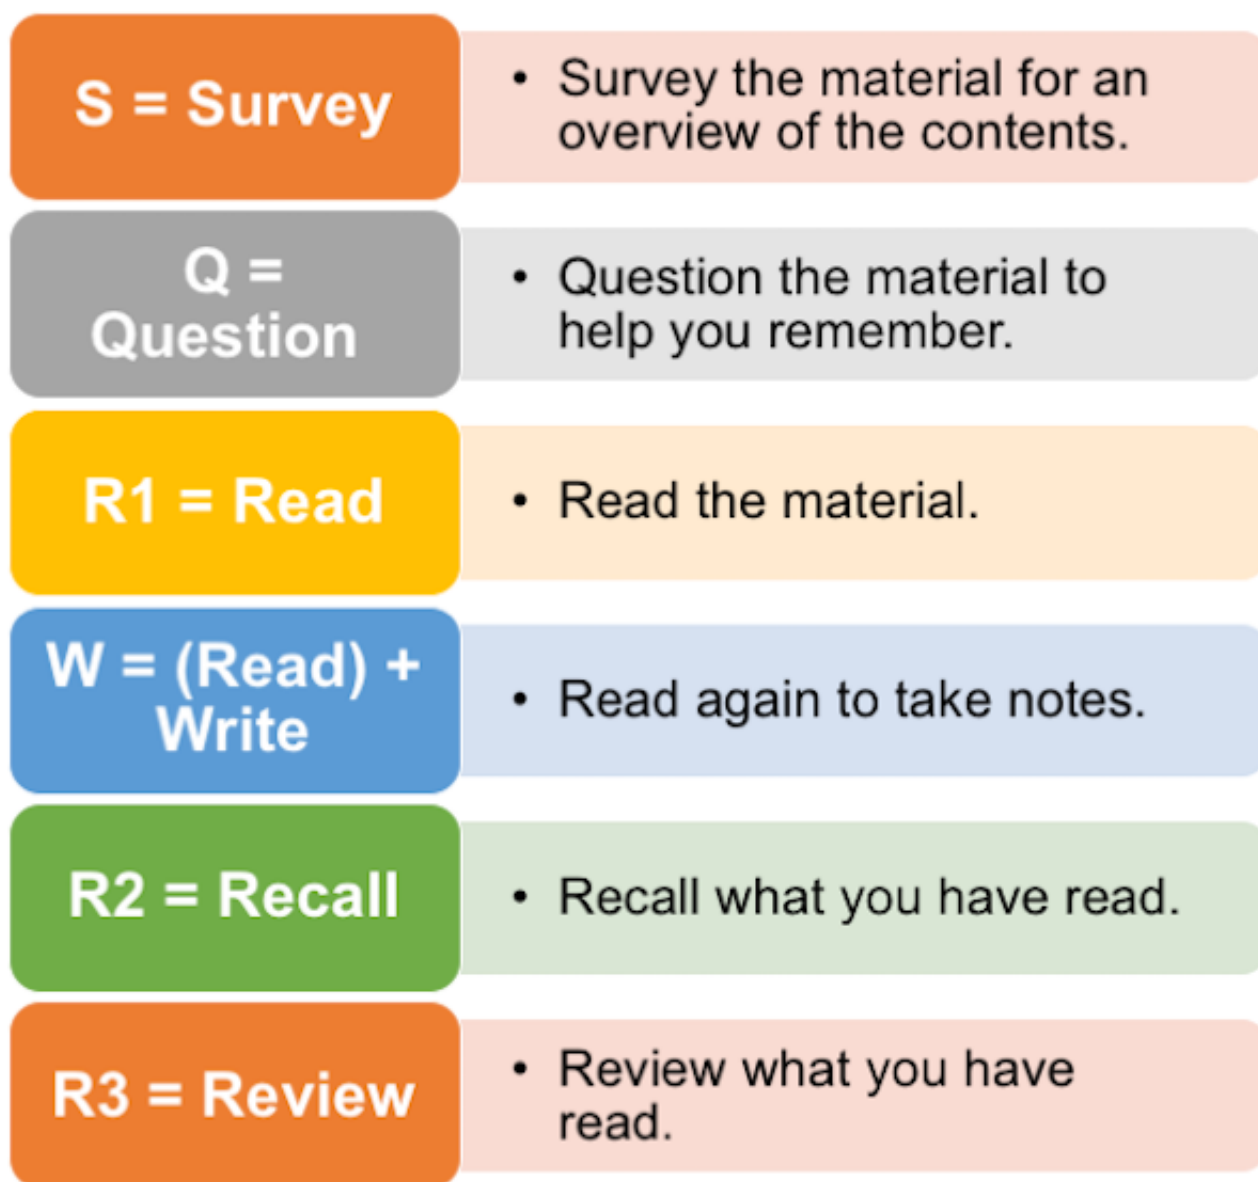 S = Survey
• Survey the material for an
overview of the contents.
Q =
Question
• Question the material to
help you remember.
R1 = Read
• Read the material.
W = (Read) +
Write
• Read again to take notes.
R2 = Recall
• Recall what you have read.
R3 = Review
• Review what you have
read.